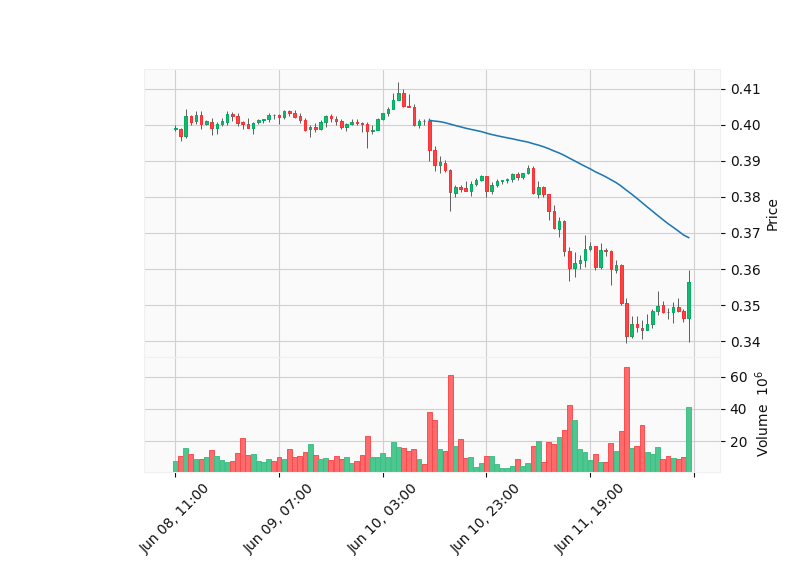 0.41
0.40
0.39
0.38
0.37
0.36
0.35
0.34
Price
60
40
20
Volume 10⁶
Jun 08, 11:00
Jun 09, 07:00
Jun 10, 03:00
Jun 10, 23:00
Jun 11, 19:00